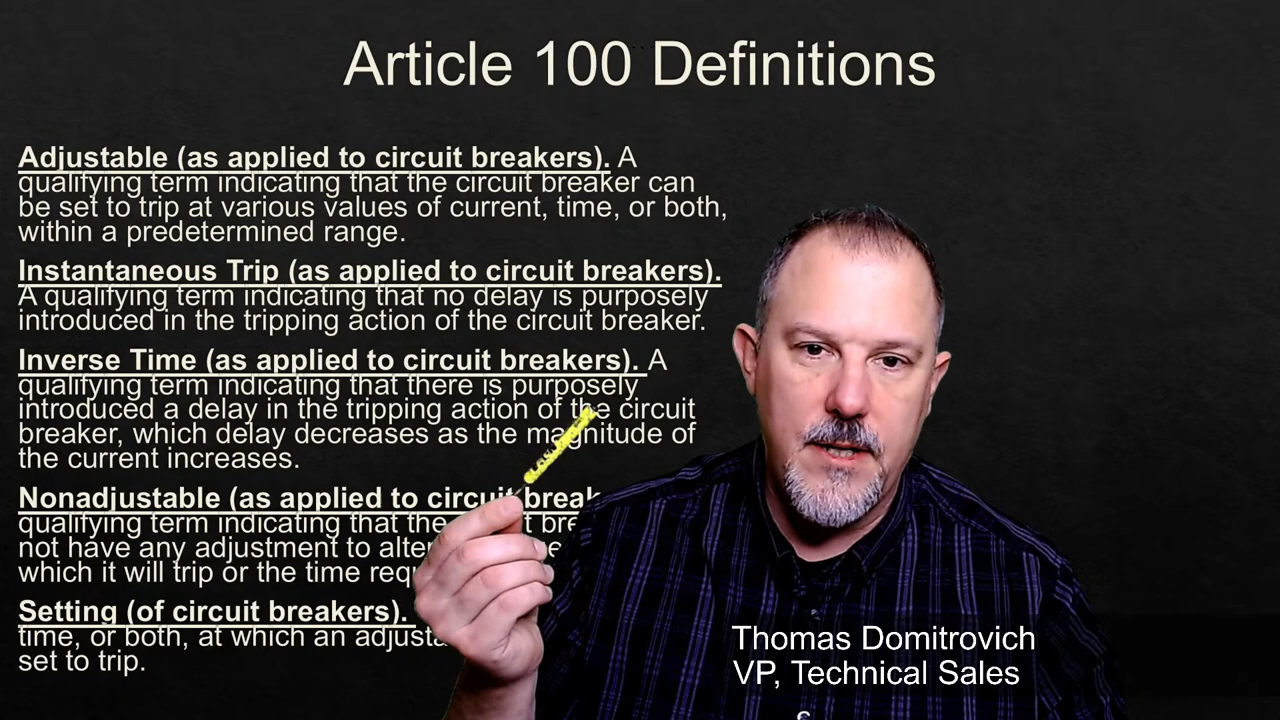 Article 100 Definitions
Adjustable (as applied to circuit breakers). A
qualifying term indicating that the circuit breaker can
be set to trip at various values of current, time, or both,
within a predetermined range.
Instantaneous Trip (as applied to circuit breakers).
A qualifying term indicating that no delay is purposely
introduced in the tripping action of the circuit breaker.
Inverse Time (as applied to circuit breakers). A
qualifying term indicating that there is purposely
introduced a delay in the tripping action of the circuit
breaker, which delay decreases as the magnitude of
the current increases.
Nonadjustable (as applied to circuit
qualifying term indicating that the
not have any adjustment to
which it will trip or the time
Setting (of circuit breakers).
time, or both, at which an
set to trip.
Thomas Domitrovich
VP, Technical Sales